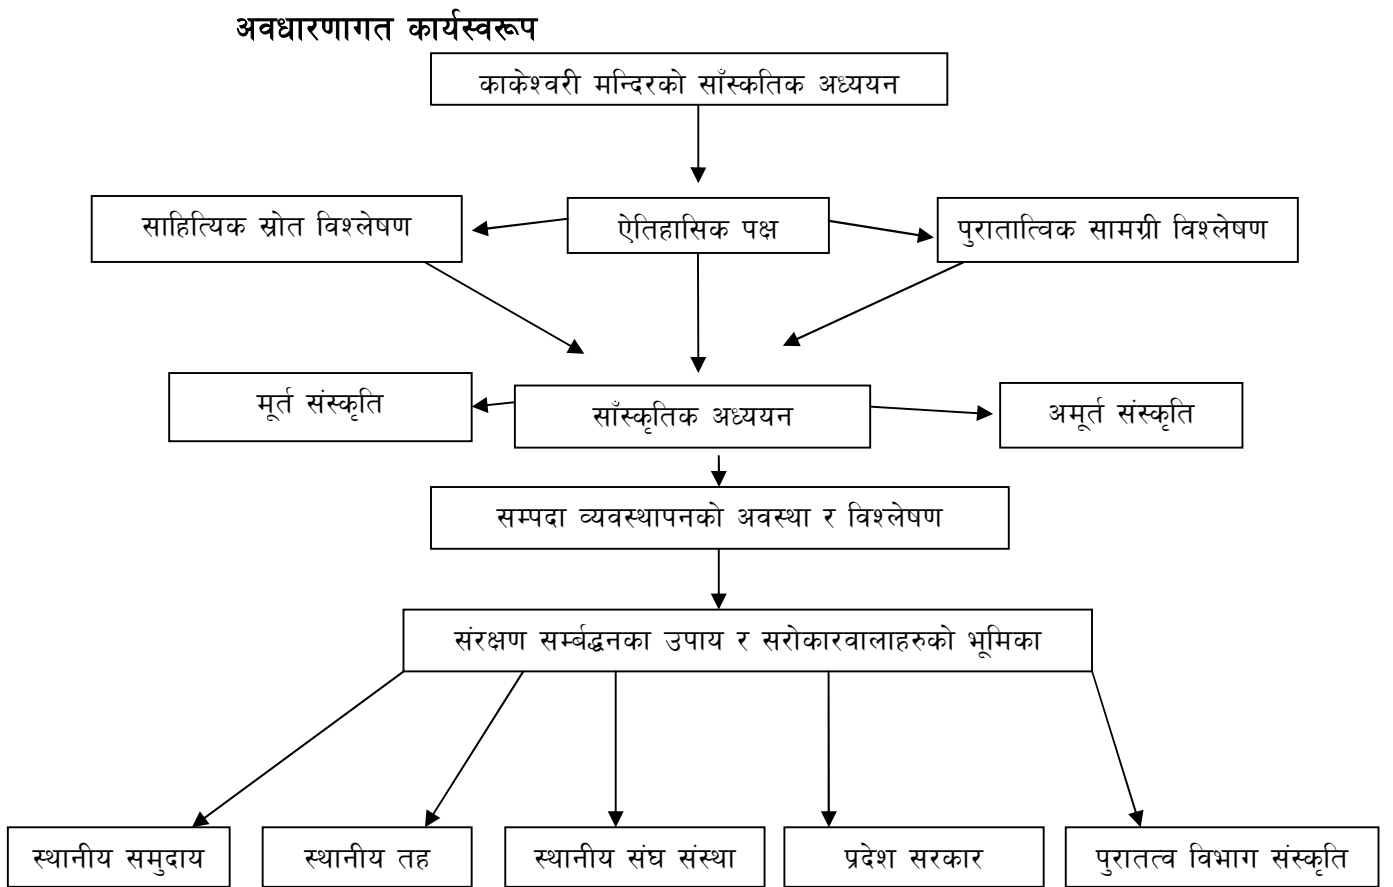 अवधारणागत कार्यस्वरूप
काकेश्वरी मन्दिरको साँस्कतिक अध्ययन
साहित्यिक स्रोत विश्लेषण
ऐतिहासिक पक्ष
पुरातात्विक सामग्री विश्लेषण
मूर्त संस्कृति
साँस्कृतिक अध्ययन
अमूर्त संस्कृति
सम्पदा व्यवस्थापनको अवस्था र विश्लेषण
संरक्षण सर्म्बद्धनका उपाय र सरोकारवालाहरुको भूमिका
स्थानीय समुदाय
स्थानीय तह
स्थानीय संघ संस्था
प्रदेश सरकार
पुरातत्व विभाग संस्कृति